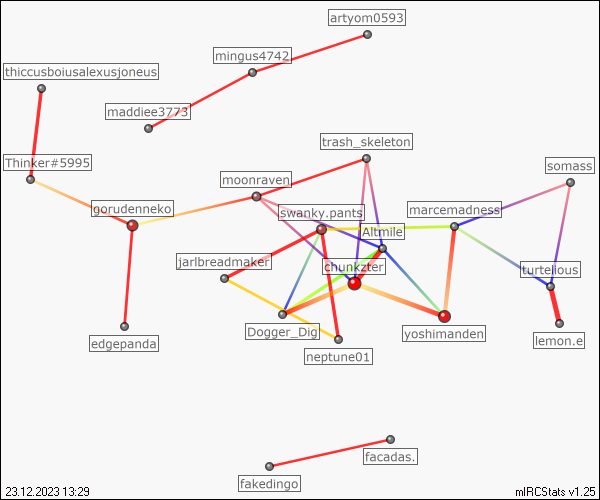 artyom0593
mingus4742
thiccusboiusalexusjoneus
maddiee3773
trash_skeleton
Thinker#5995
somass
moonraven
gorudenneko
swanky.pants
marcemadness
Altmile
jarlbreadmaker
chunkzter
turtelious
Dogger_Dig
yoshimanden
edgepanda
neptune01
lemon.e
facadas.
fakedingo
23.12.2023 13:29
mIRCStats v1.25